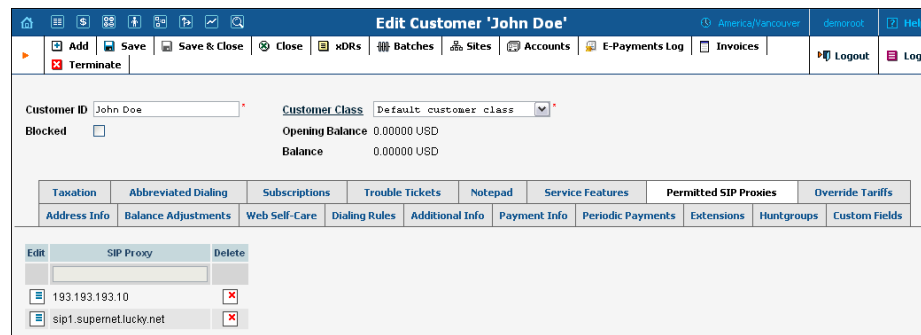 Edit Customer 'John Doe' America/Vancouver demoroot ? Hel
Add Save Save & Close Close xDRs Batches Sites Accounts E-Payments Log Invoices Logout Log
Terminate
Customer ID John Doe * Customer Class Default customer class *
Blocked Opening Balance 0.00000 USD
Balance 0.00000 USD
Taxation Abbreviated Dialing Subscriptions Trouble Tickets Notepad Service Features Permitted SIP Proxies Override Tariffs
Address Info Balance Adjustments Web Self-Care Dialing Rules Additional Info Payment Info Periodic Payments Extensions Huntgroups Custom Fields
Edit SIP Proxy Delete
193.193.193.10
sip1.supernet.lucky.net